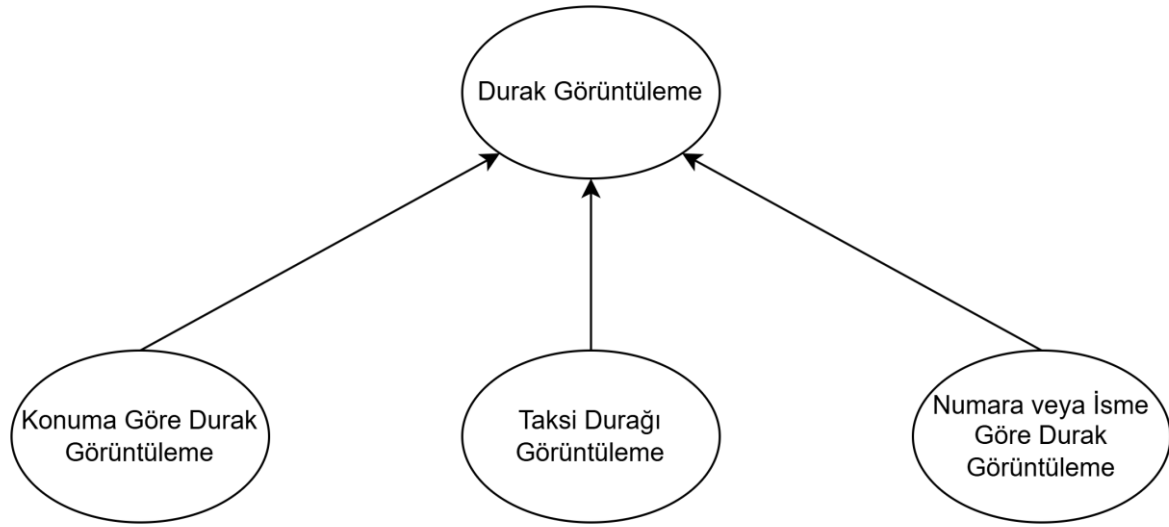 Durak Görüntüleme
Konuma Göre Durak
Görüntüleme
Taksi Durağı
Görüntüleme
Numara veya İsme
Göre Durak
Görüntüleme